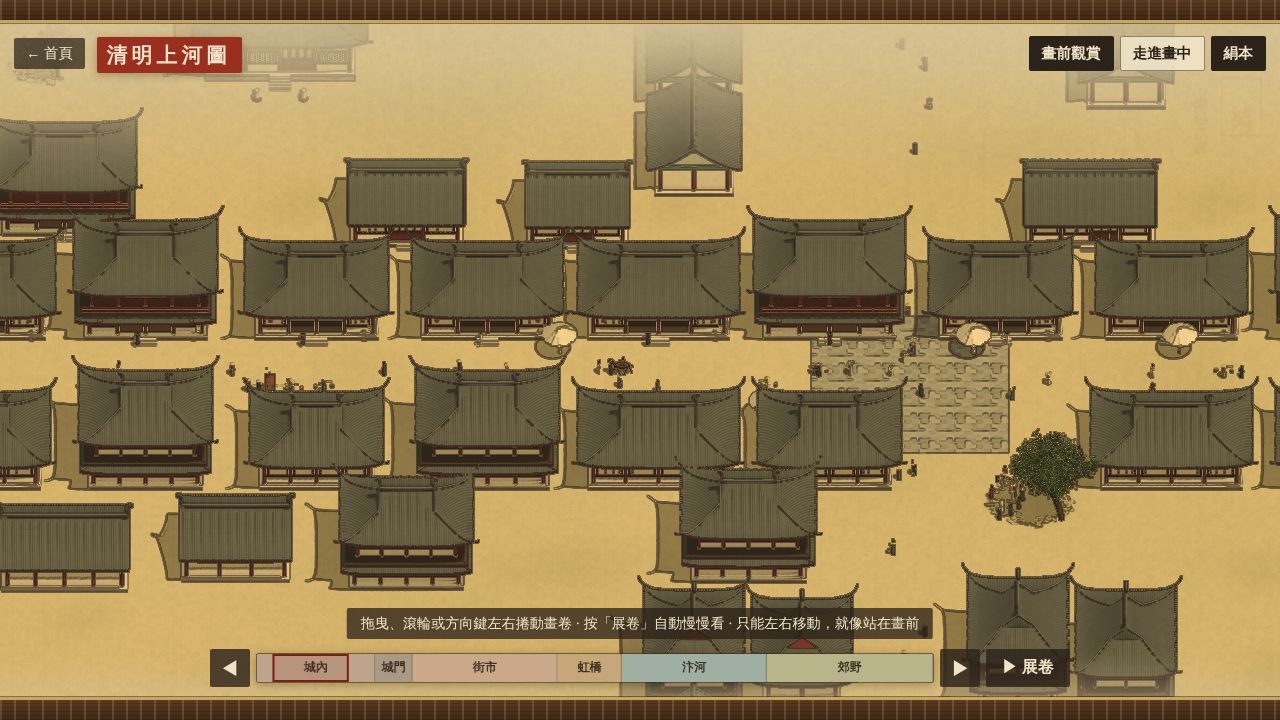 ← 首頁
清明上河圖
畫前觀賞
走進畫中
絹本
拖曳、滾輪或方向鍵左右捲動畫卷 · 按「展卷」自動慢慢看 · 只能左右移動，就像站在畫前
◀
城內
城門
街市
虹橋
汴河
郊野
▶
▶ 展卷